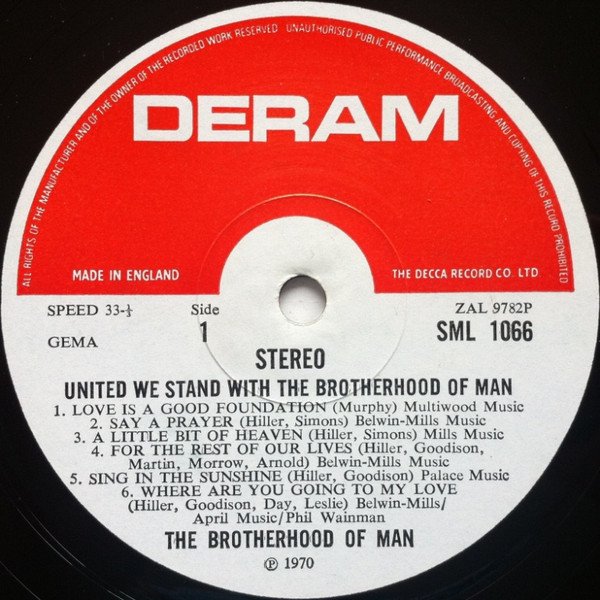 ALL RIGHTS OF THE MANUFACTURER AND OF THE OWNER OF THE RECORDED WORK RESERVED UNAUTHORISED PUBLIC PERFORMANCE BROADCASTING AND COPYING OF THIS RECORD PROHIBITED
DERAM
MADE IN ENGLAND THE DECCA RECORD CO. LTD
SPEED 33-⅓ Side ZAL 9782P
GEMA 1 SML 1066
STEREO
UNITED WE STAND WITH THE BROTHERHOOD OF MAN
1. LOVE IS A GOOD FOUNDATION (Murphy) Multiwood Music
2. SAY A PRAYER (Hiller, Simons) Belwin-Mills Music
3. A LITTLE BIT OF HEAVEN (Hiller, Simons) Mills Music
4. FOR THE REST OF OUR LIVES (Hiller, Goodison,
Martin, Morrow, Arnold) Belwin-Mills Music
5. SING IN THE SUNSHINE (Hiller, Goodison) Palace Music
6. WHERE ARE YOU GOING TO MY LOVE
(Hiller, Goodison, Day, Leslie) Belwin-Mills/
April Music/Phil Wainman
THE BROTHERHOOD OF MAN
Ⓟ 1970